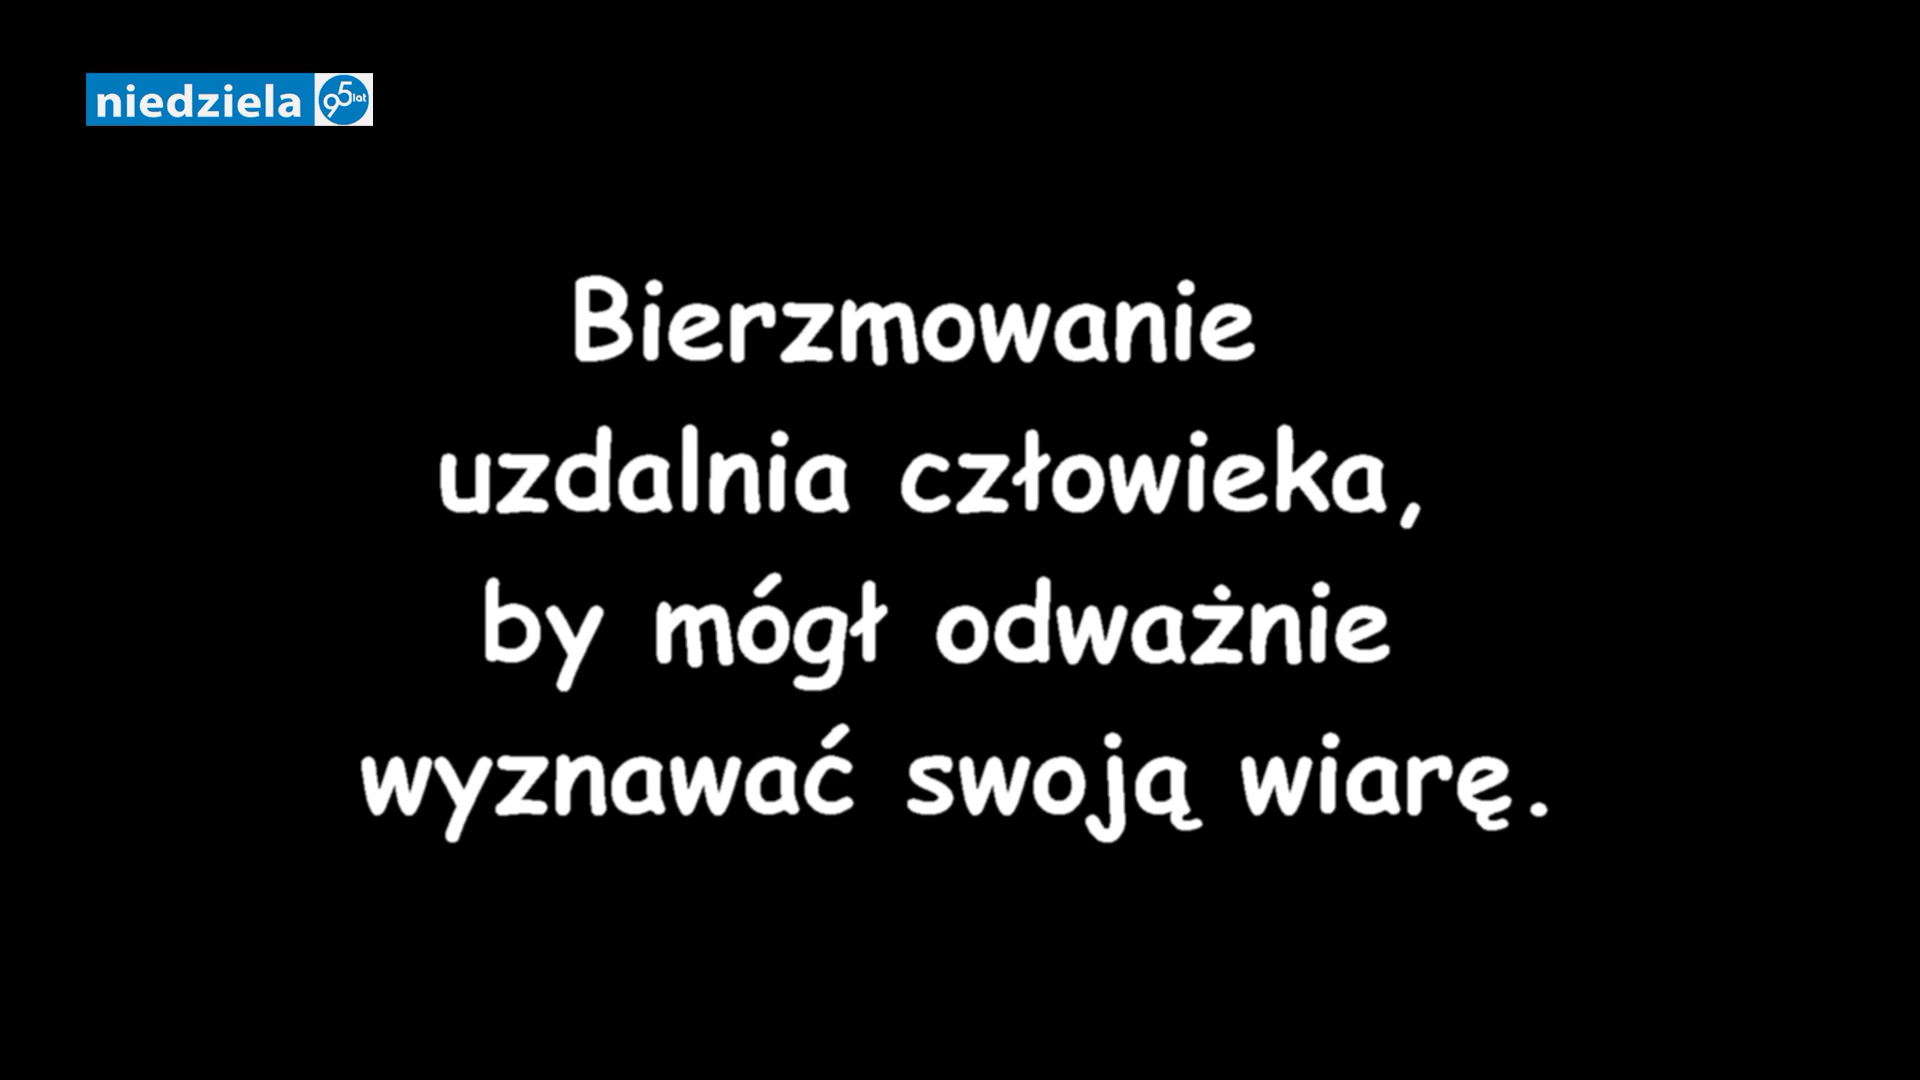 niedziela 95 lat
Bierzmowanie
uzdalnia człowieka,
by mógł odważnie
wyznawać swoją wiarę.